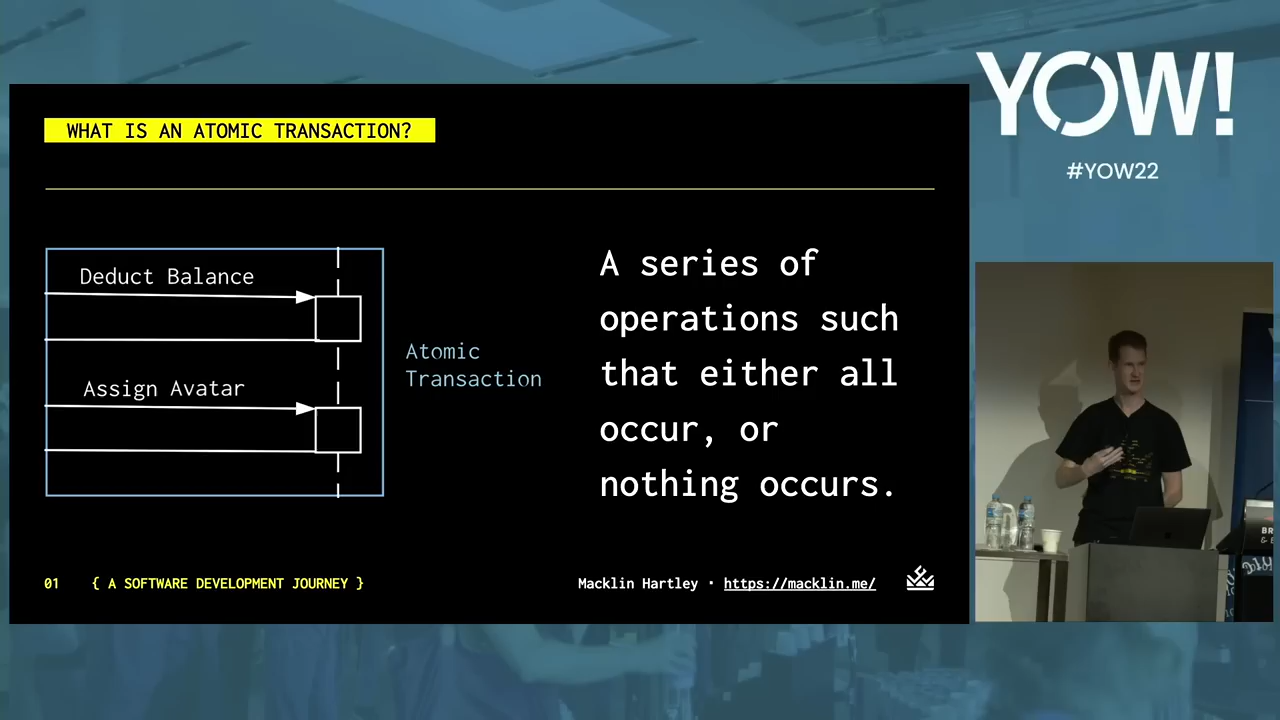 YOW!
#YOW22
WHAT IS AN ATOMIC TRANSACTION?
Deduct Balance
Assign Avatar
Atomic
Transaction
A series of
operations such
that either all
occur, or
nothing occurs.
01 { A SOFTWARE DEVELOPMENT JOURNEY }
Macklin Hartley • https://macklin.me/